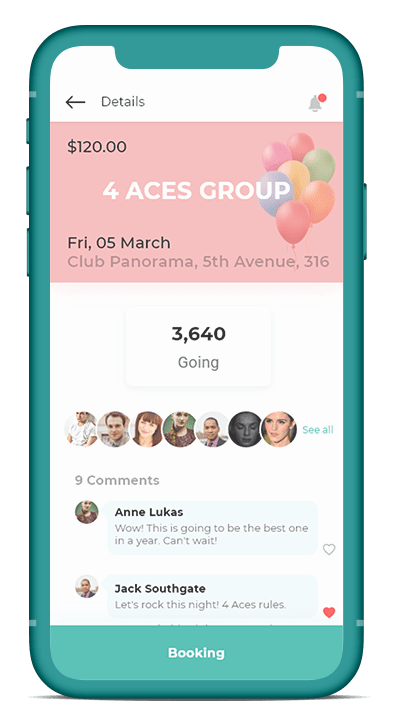 Details
$120.00
4 ACES GROUP
Fri, 05 March
Club Panorama, 5th Avenue, 316
3,640
Going
See all
9 Comments
Anne Lukas
Wow! This is going to be the best one
in a year. Can't wait!
Jack Southgate
Let's rock this night! 4 Aces rules.
Booking